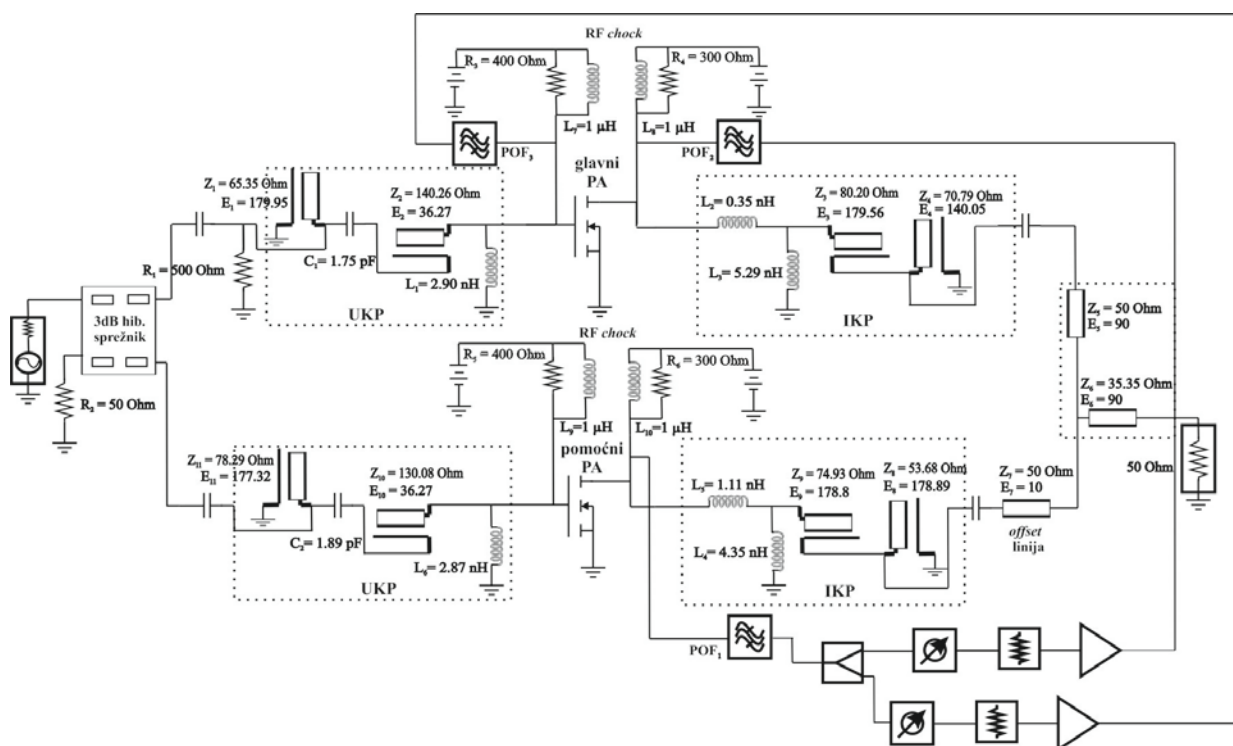 RF chock
R₃ = 400 Ohm
R₄ = 300 Ohm
L₇=1 µH
L₈=1 µH
POF₃
POF₂
glavni
PA
Z₁ = 65.35 Ohm
E₁ = 179.95
Z₂ = 140.26 Ohm
E₂ = 36.27
C₁= 1.75 pF
L₁= 2.90 nH
R₁ = 500 Ohm
UKP
L₂= 0.35 nH
Z₃ = 80.20 Ohm
E₃ = 179.56
Z₄ = 70.79 Ohm
E₄ = 140.05
L₃= 5.29 nH
IKP
3dB hib.
sprežnik
R₂ = 50 Ohm
Z₅ = 50 Ohm
E₅ = 90
Z₆ = 35.35 Ohm
E₆ = 90
50 Ohm
RF chock
R₅ = 400 Ohm
R₆ = 300 Ohm
L₉=1 µH
L₁₀=1 µH
pomoćni
PA
Z₁₁ = 78.29 Ohm
E₁₁ = 177.32
Z₁₀ = 130.08 Ohm
E₁₀ = 36.27
C₂= 1.89 pF
L₆= 2.87 nH
UKP
L₅= 1.11 nH
Z₉ = 74.93 Ohm
E₉ = 178.8
Z₈ = 53.68 Ohm
E₈ = 178.89
L₄= 4.35 nH
IKP
Z₇ = 50 Ohm
E₇ = 10
offset
linija
POF₁